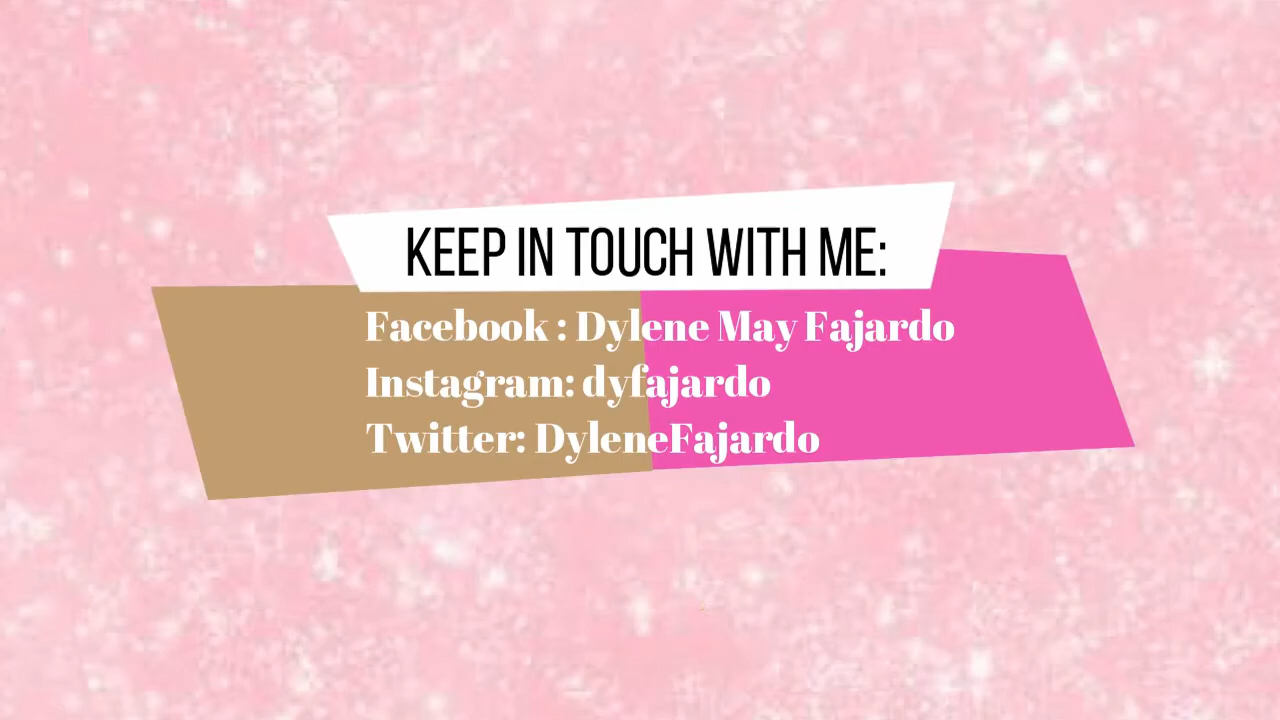 KEEP IN TOUCH WITH ME:
Facebook : Dylene May Fajardo
Instagram: dyfajardo
Twitter: DyleneFajardo